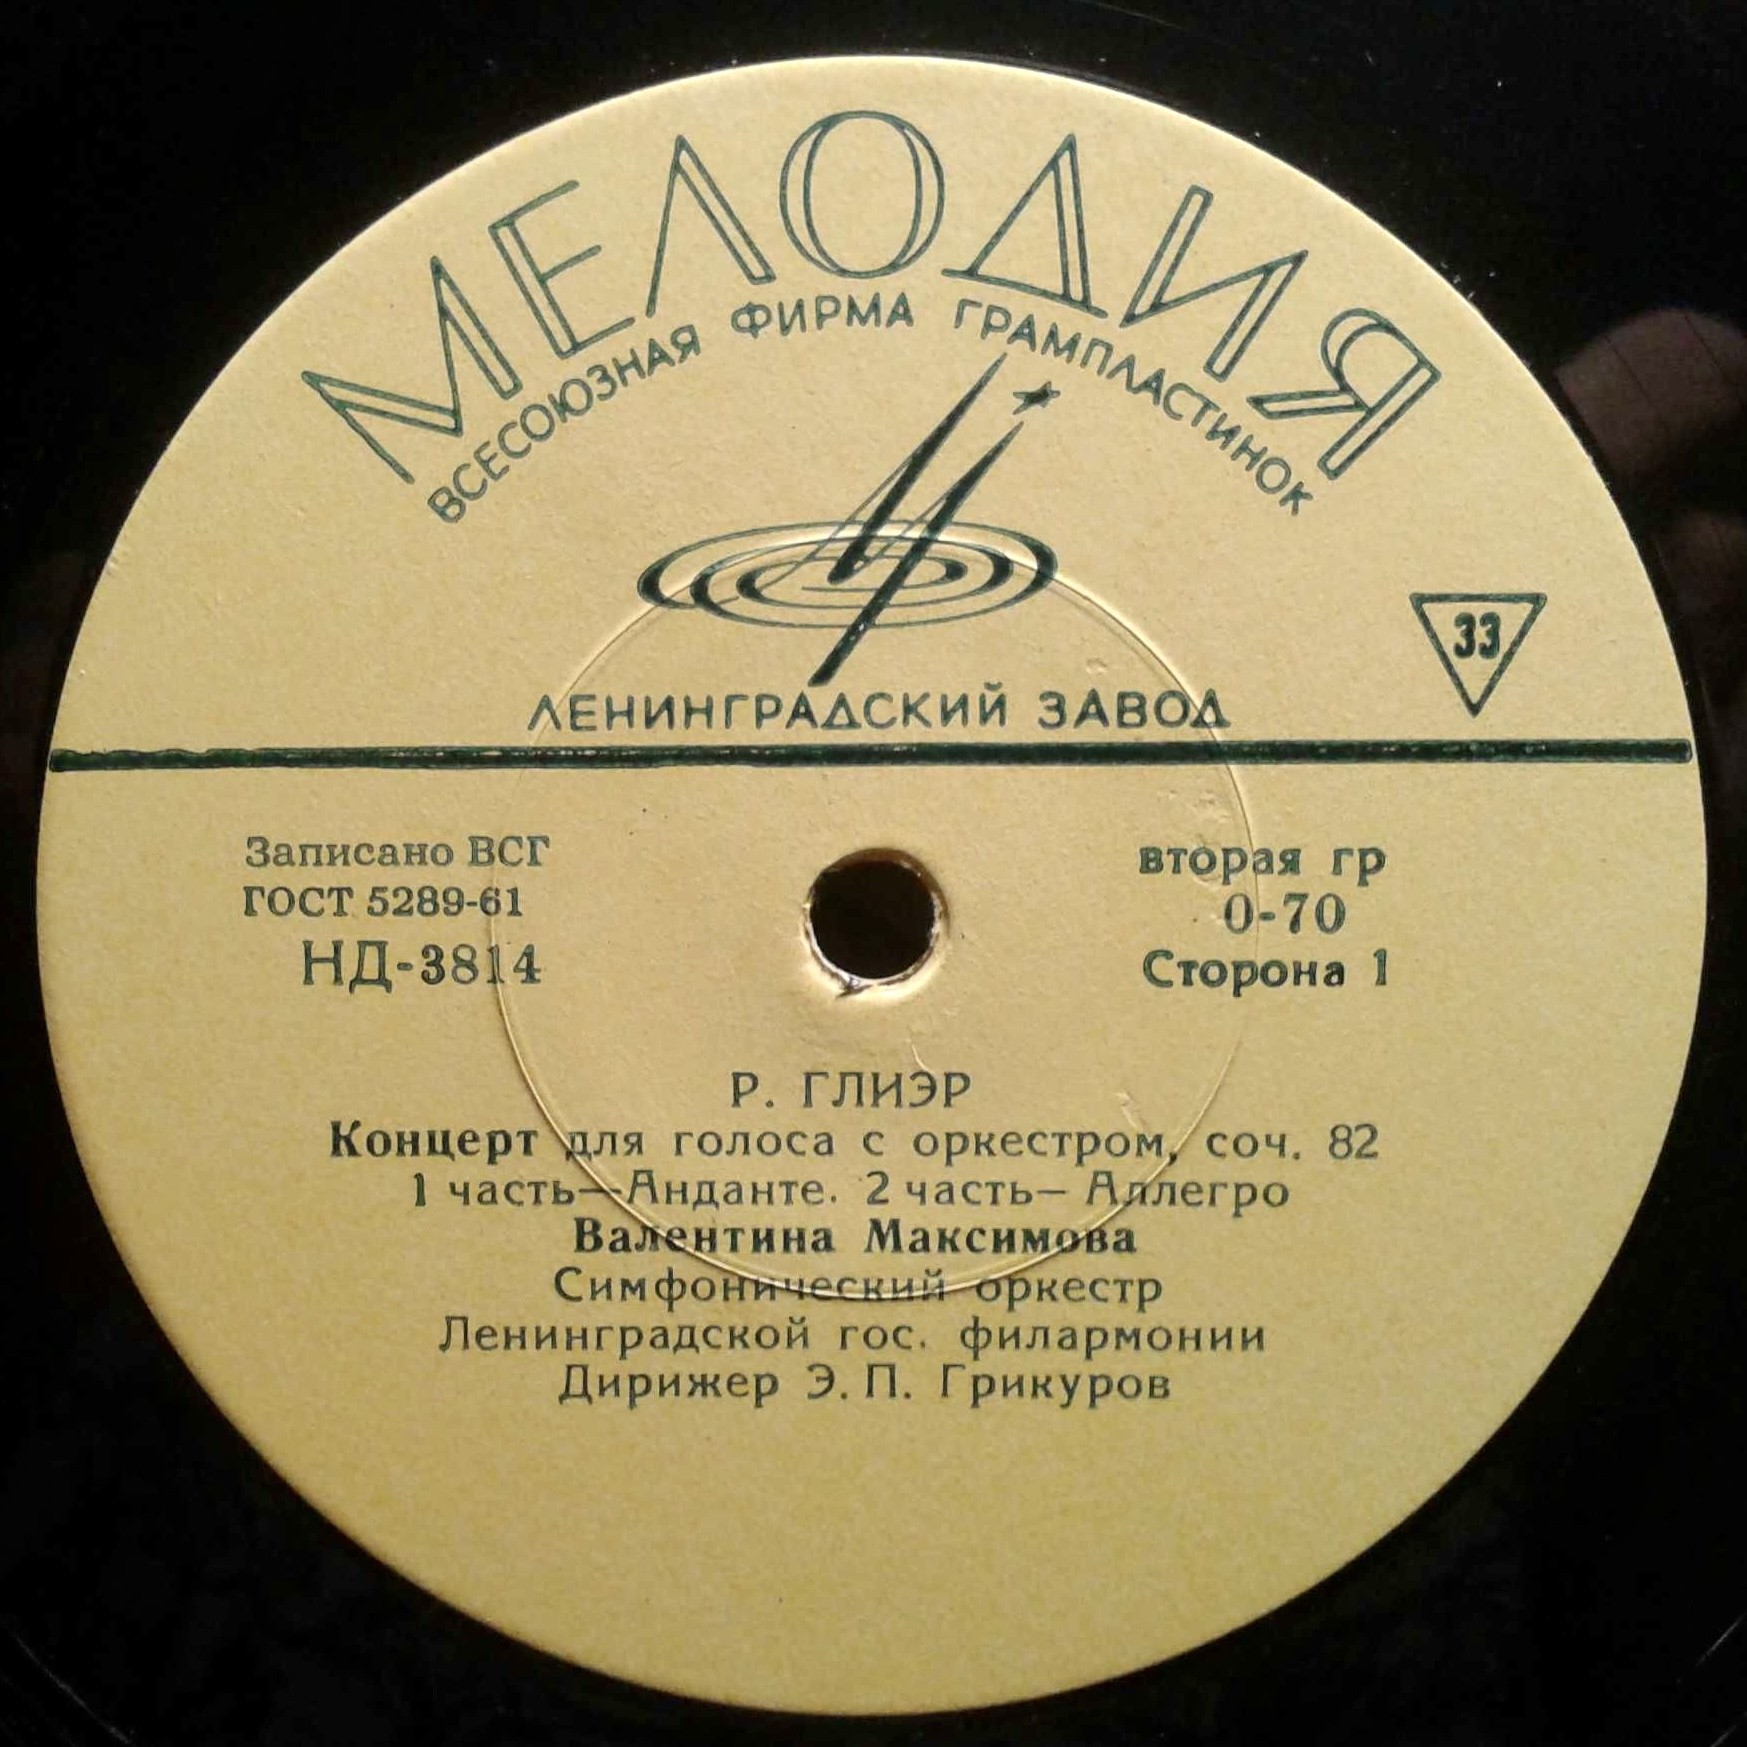 МЕЛОДИЯ
ВСЕСОЮЗНАЯ ФИРМА ГРАМПЛАСТИНОК
33
ЛЕНИНГРАДСКИЙ ЗАВОД
Записано ВСГ
ГОСТ 5289-61
НД-3814
вторая гр
0-70
Сторона 1
Р. ГЛИЭР
Концерт для голоса с оркестром, соч. 82
1 часть—Анданте. 2 часть— Аллегро
Валентина Максимова
Симфонический оркестр
Ленинградской гос. филармонии
Дирижер Э. П. Грикуров